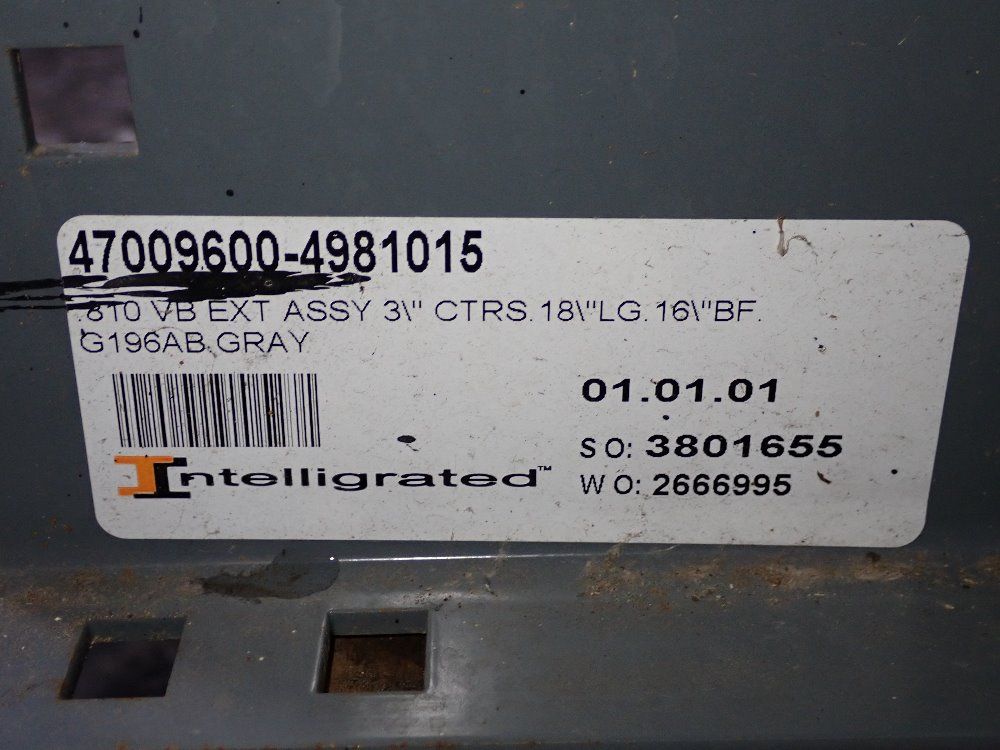 47009600-4981015
.810 VB EXT ASSY 3\" CTRS.18\"LG.16\"BF.
G196AB.GRAY
01.01.01
Intelligrated™
SO: 3801655
WO: 2666995